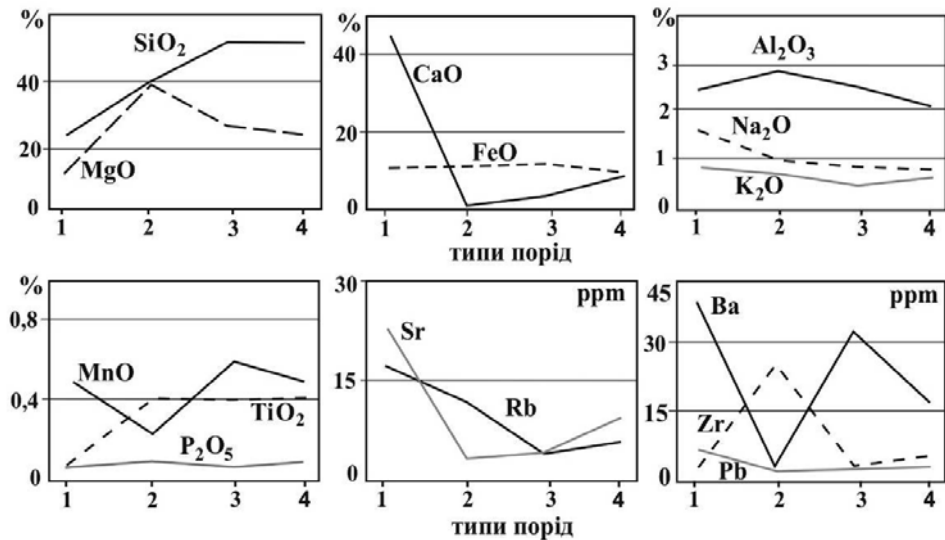 %
SiO₂
40
20
MgO
0
1 2 3 4
%
40
CaO
20
FeO
0
1 2 3 4
типи порід
%
Al₂O₃
3
2
Na₂O
1
K₂O
0
1 2 3 4
%
0,8
MnO
0,4
TiO₂
P₂O₅
0
1 2 3 4
30
ppm
Sr
15
Rb
0
1 2 3 4
типи порід
45
Ba
ppm
30
15
Zr
Pb
0
1 2 3 4